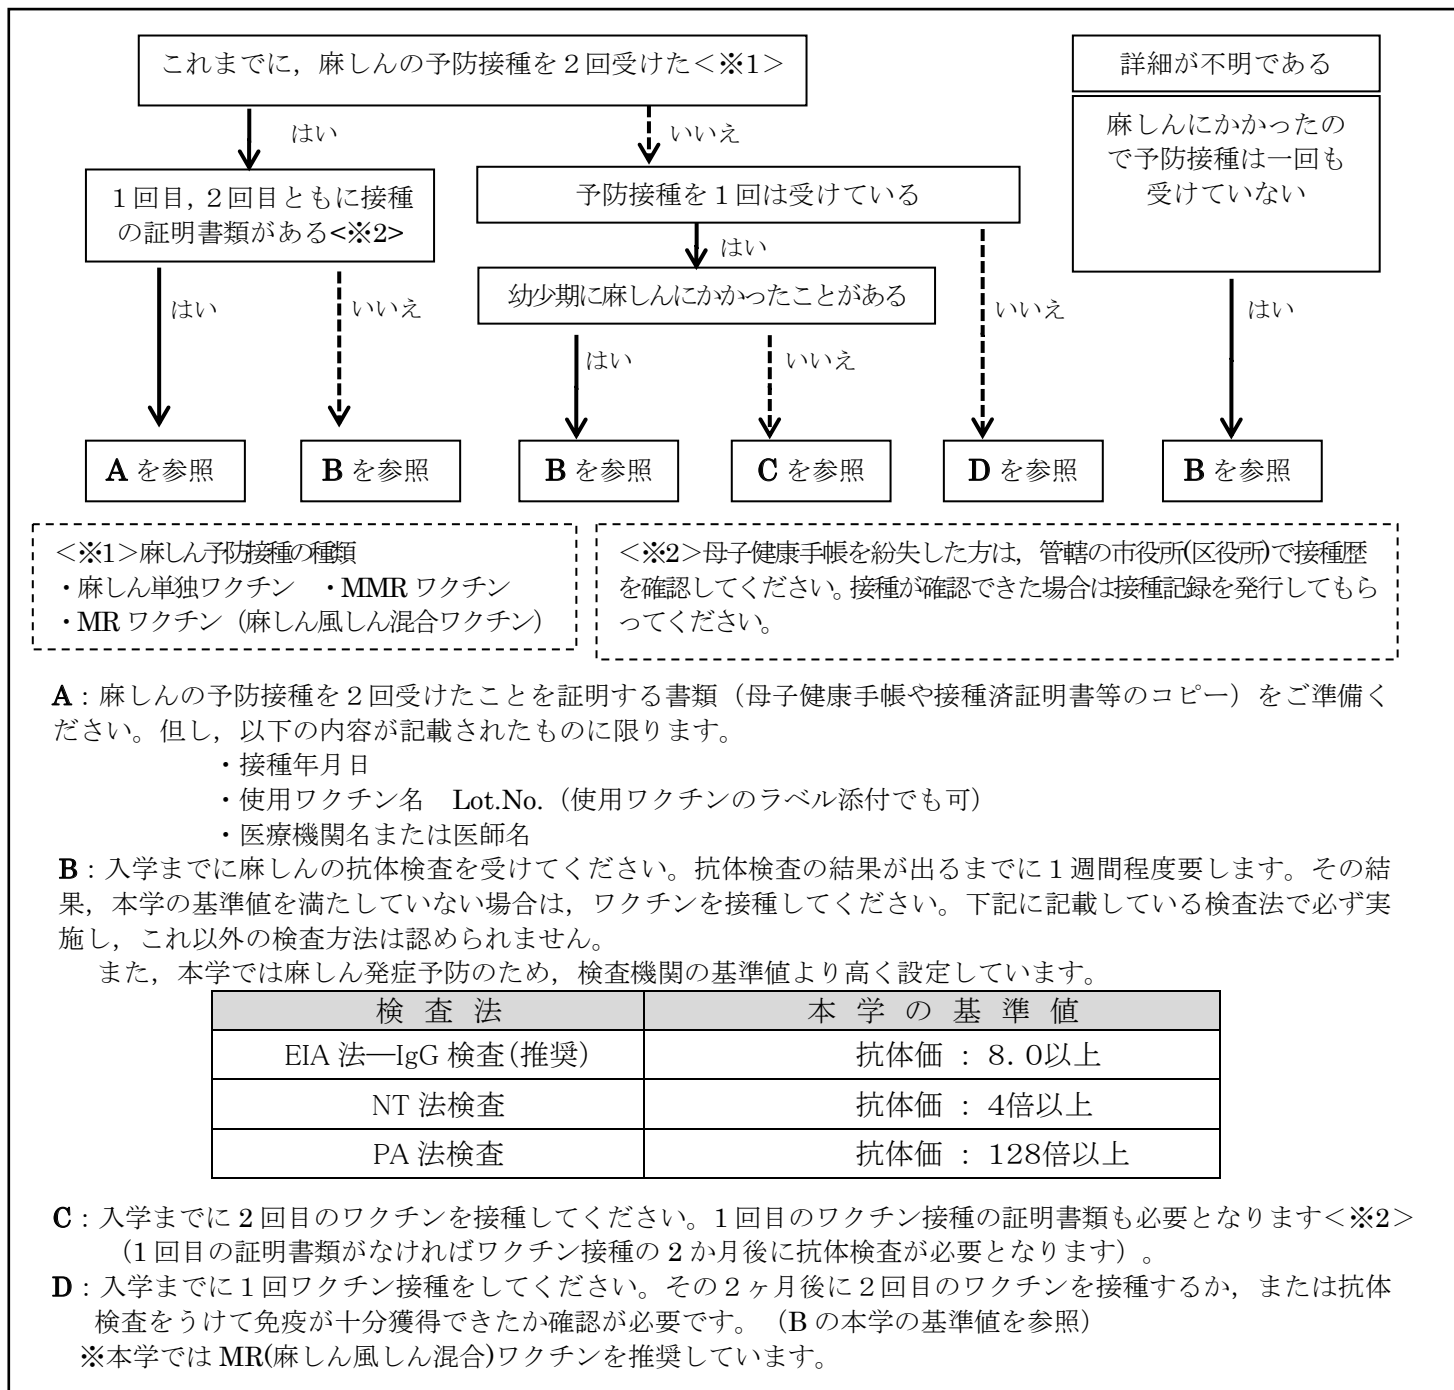 これまでに，麻しんの予防接種を２回受けた＜※1＞
詳細が不明である
麻しんにかかったの
で予防接種は一回も
受けていない
はい
いいえ
１回目，２回目ともに接種
の証明書類がある<※2>
予防接種を１回は受けている
はい
幼少期に麻しんにかかったことがある
はい
いいえ
いいえ
はい
はい
いいえ
A を参照
B を参照
B を参照
C を参照
D を参照
B を参照
＜※1＞麻しん予防接種の種類
・麻しん単独ワクチン　・MMR ワクチン
・MR ワクチン（麻しん風しん混合ワクチン）
＜※2＞母子健康手帳を紛失した方は，管轄の市役所(区役所)で接種歴
を確認してください。接種が確認できた場合は接種記録を発行してもら
ってください。
A：麻しんの予防接種を２回受けたことを証明する書類（母子健康手帳や接種済証明書等のコピー）をご準備く
ださい。但し，以下の内容が記載されたものに限ります。
・接種年月日
・使用ワクチン名　Lot.No.（使用ワクチンのラベル添付でも可）
・医療機関名または医師名
B：入学までに麻しんの抗体検査を受けてください。抗体検査の結果が出るまでに１週間程度要します。その結
果，本学の基準値を満たしていない場合は，ワクチンを接種してください。下記に記載している検査法で必ず実
施し，これ以外の検査方法は認められません。
また，本学では麻しん発症予防のため，検査機関の基準値より高く設定しています。
検 査 法　本 学 の 基 準 値
EIA 法―IgG 検査(推奨)　抗体価 ： 8．0以上
NT 法検査　抗体価 ： 4倍以上
PA 法検査　抗体価 ： 128倍以上
C：入学までに 2 回目のワクチンを接種してください。1 回目のワクチン接種の証明書類も必要となります＜※2＞
（1 回目の証明書類がなければワクチン接種の 2 か月後に抗体検査が必要となります）。
D：入学までに１回ワクチン接種をしてください。その２ヶ月後に２回目のワクチンを接種するか，または抗体
検査をうけて免疫が十分獲得できたか確認が必要です。（B の本学の基準値を参照）
※本学では MR(麻しん風しん混合)ワクチンを推奨しています。